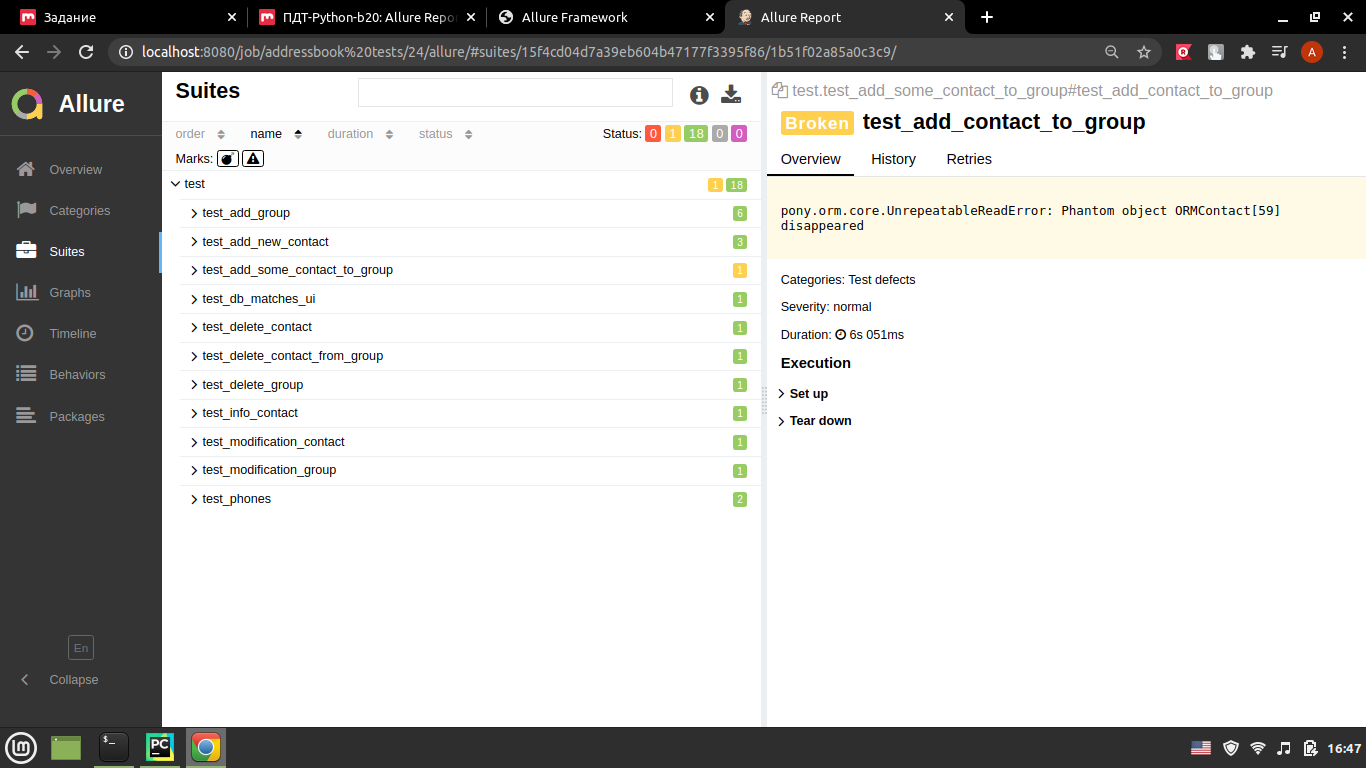 Задание
ПДТ-Python-b20: Allure Repor
Allure Framework
Allure Report
localhost:8080/job/addressbook%20tests/24/allure/#suites/15f4cd04d7a39eb604b47177f3395f86/1b51f02a85a0c3c9/
A
Allure
Overview
Categories
Suites
Graphs
Timeline
Behaviors
Packages
En
Collapse
Suites
order name duration status Status: 0 1 18 0 0
Marks:
test 1 18
test_add_group 6
test_add_new_contact 3
test_add_some_contact_to_group 1
test_db_matches_ui 1
test_delete_contact 1
test_delete_contact_from_group 1
test_delete_group 1
test_info_contact 1
test_modification_contact 1
test_modification_group 1
test_phones 2
test.test_add_some_contact_to_group#test_add_contact_to_group
Broken test_add_contact_to_group
Overview History Retries
pony.orm.core.UnrepeatableReadError: Phantom object ORMContact[59]
disappeared
Categories: Test defects
Severity: normal
Duration: 6s 051ms
Execution
Set up
Tear down
$_
PC
16:47